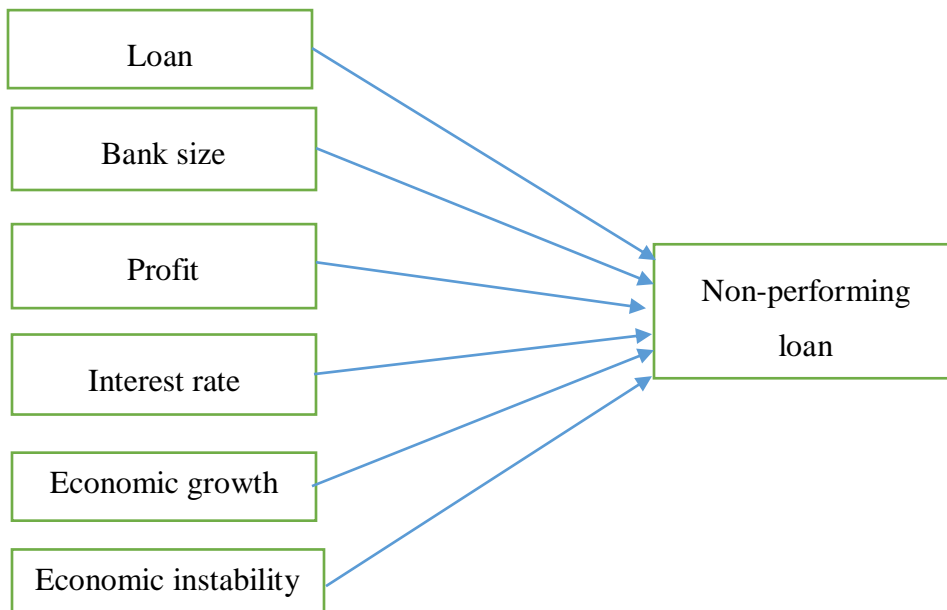 Loan
Bank size
Profit
Interest rate
Economic growth
Economic instability
Non-performing
loan